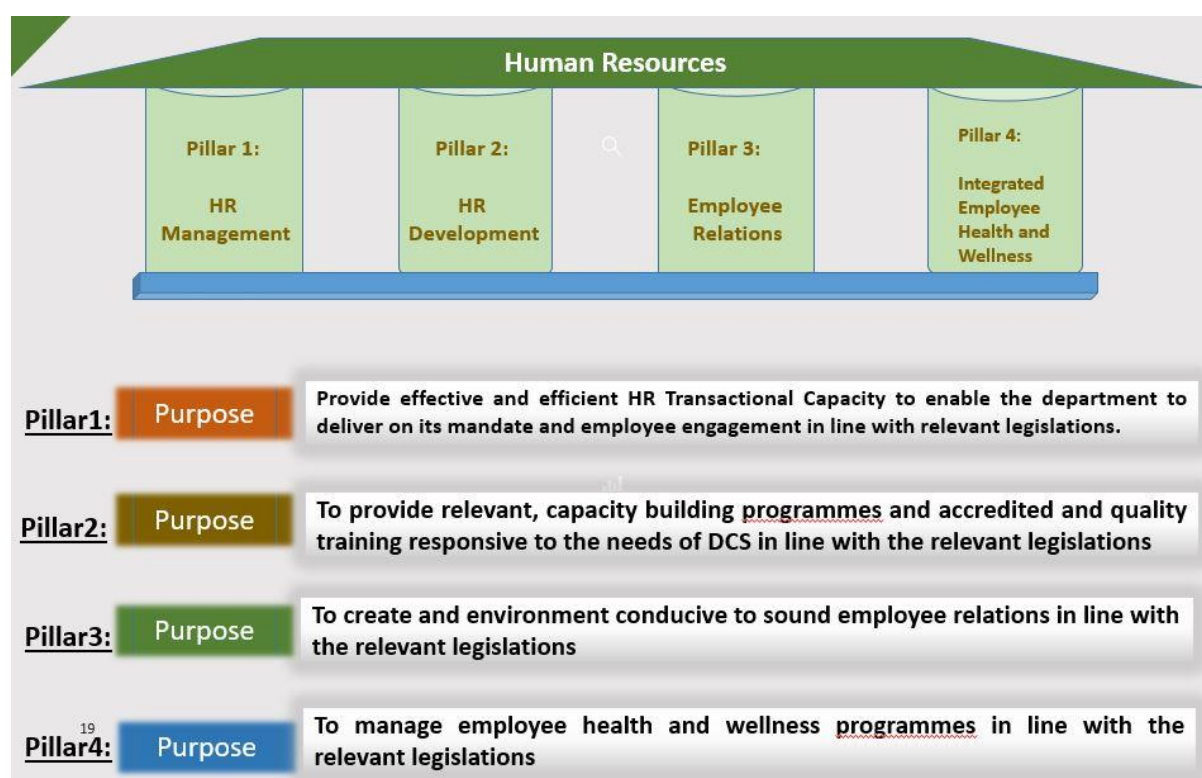 Human Resources
Pillar 1:
HR
Management
Pillar 2:
HR
Development
Pillar 3:
Employee
Relations
Pillar 4:
Integrated
Employee
Health and
Wellness
Pillar1:
Purpose
Provide effective and efficient HR Transactional Capacity to enable the department to
deliver on its mandate and employee engagement in line with relevant legislations.
Pillar2:
Purpose
To provide relevant, capacity building programmes and accredited and quality
training responsive to the needs of DCS in line with the relevant legislations
Pillar3:
Purpose
To create and environment conducive to sound employee relations in line with
the relevant legislations
19
Pillar4:
Purpose
To manage employee health and wellness programmes in line with the
relevant legislations